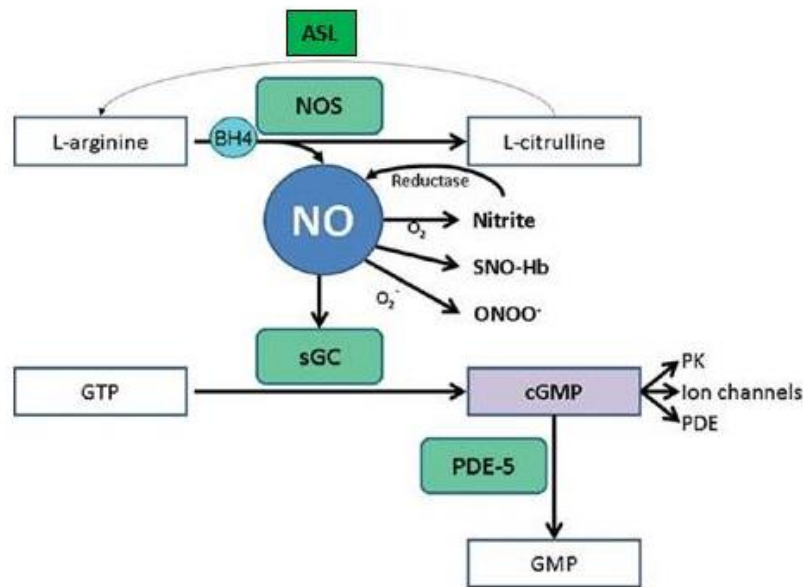 ASL
NOS
L-arginine
BH4
L-citrulline
Reductase
NO
O2
Nitrite
SNO-Hb
O2-
ONOO-
sGC
GTP
cGMP
PK
Ion channels
PDE
PDE-5
GMP